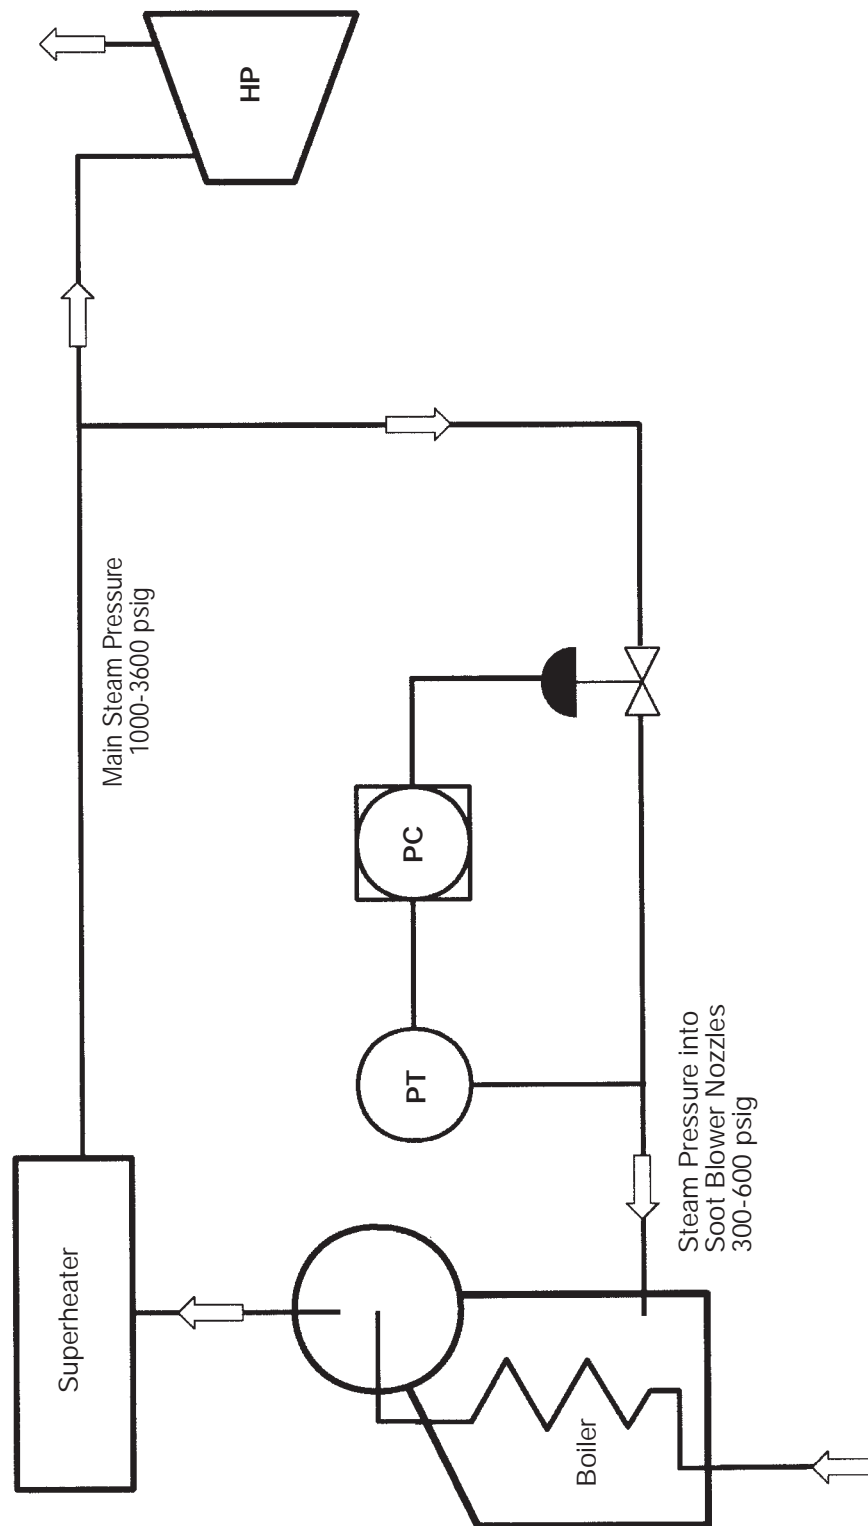 HP
Main Steam Pressure
1000-3600 psig
PC
PT
Steam Pressure into
Soot Blower Nozzles
300-600 psig
Superheater
Boiler